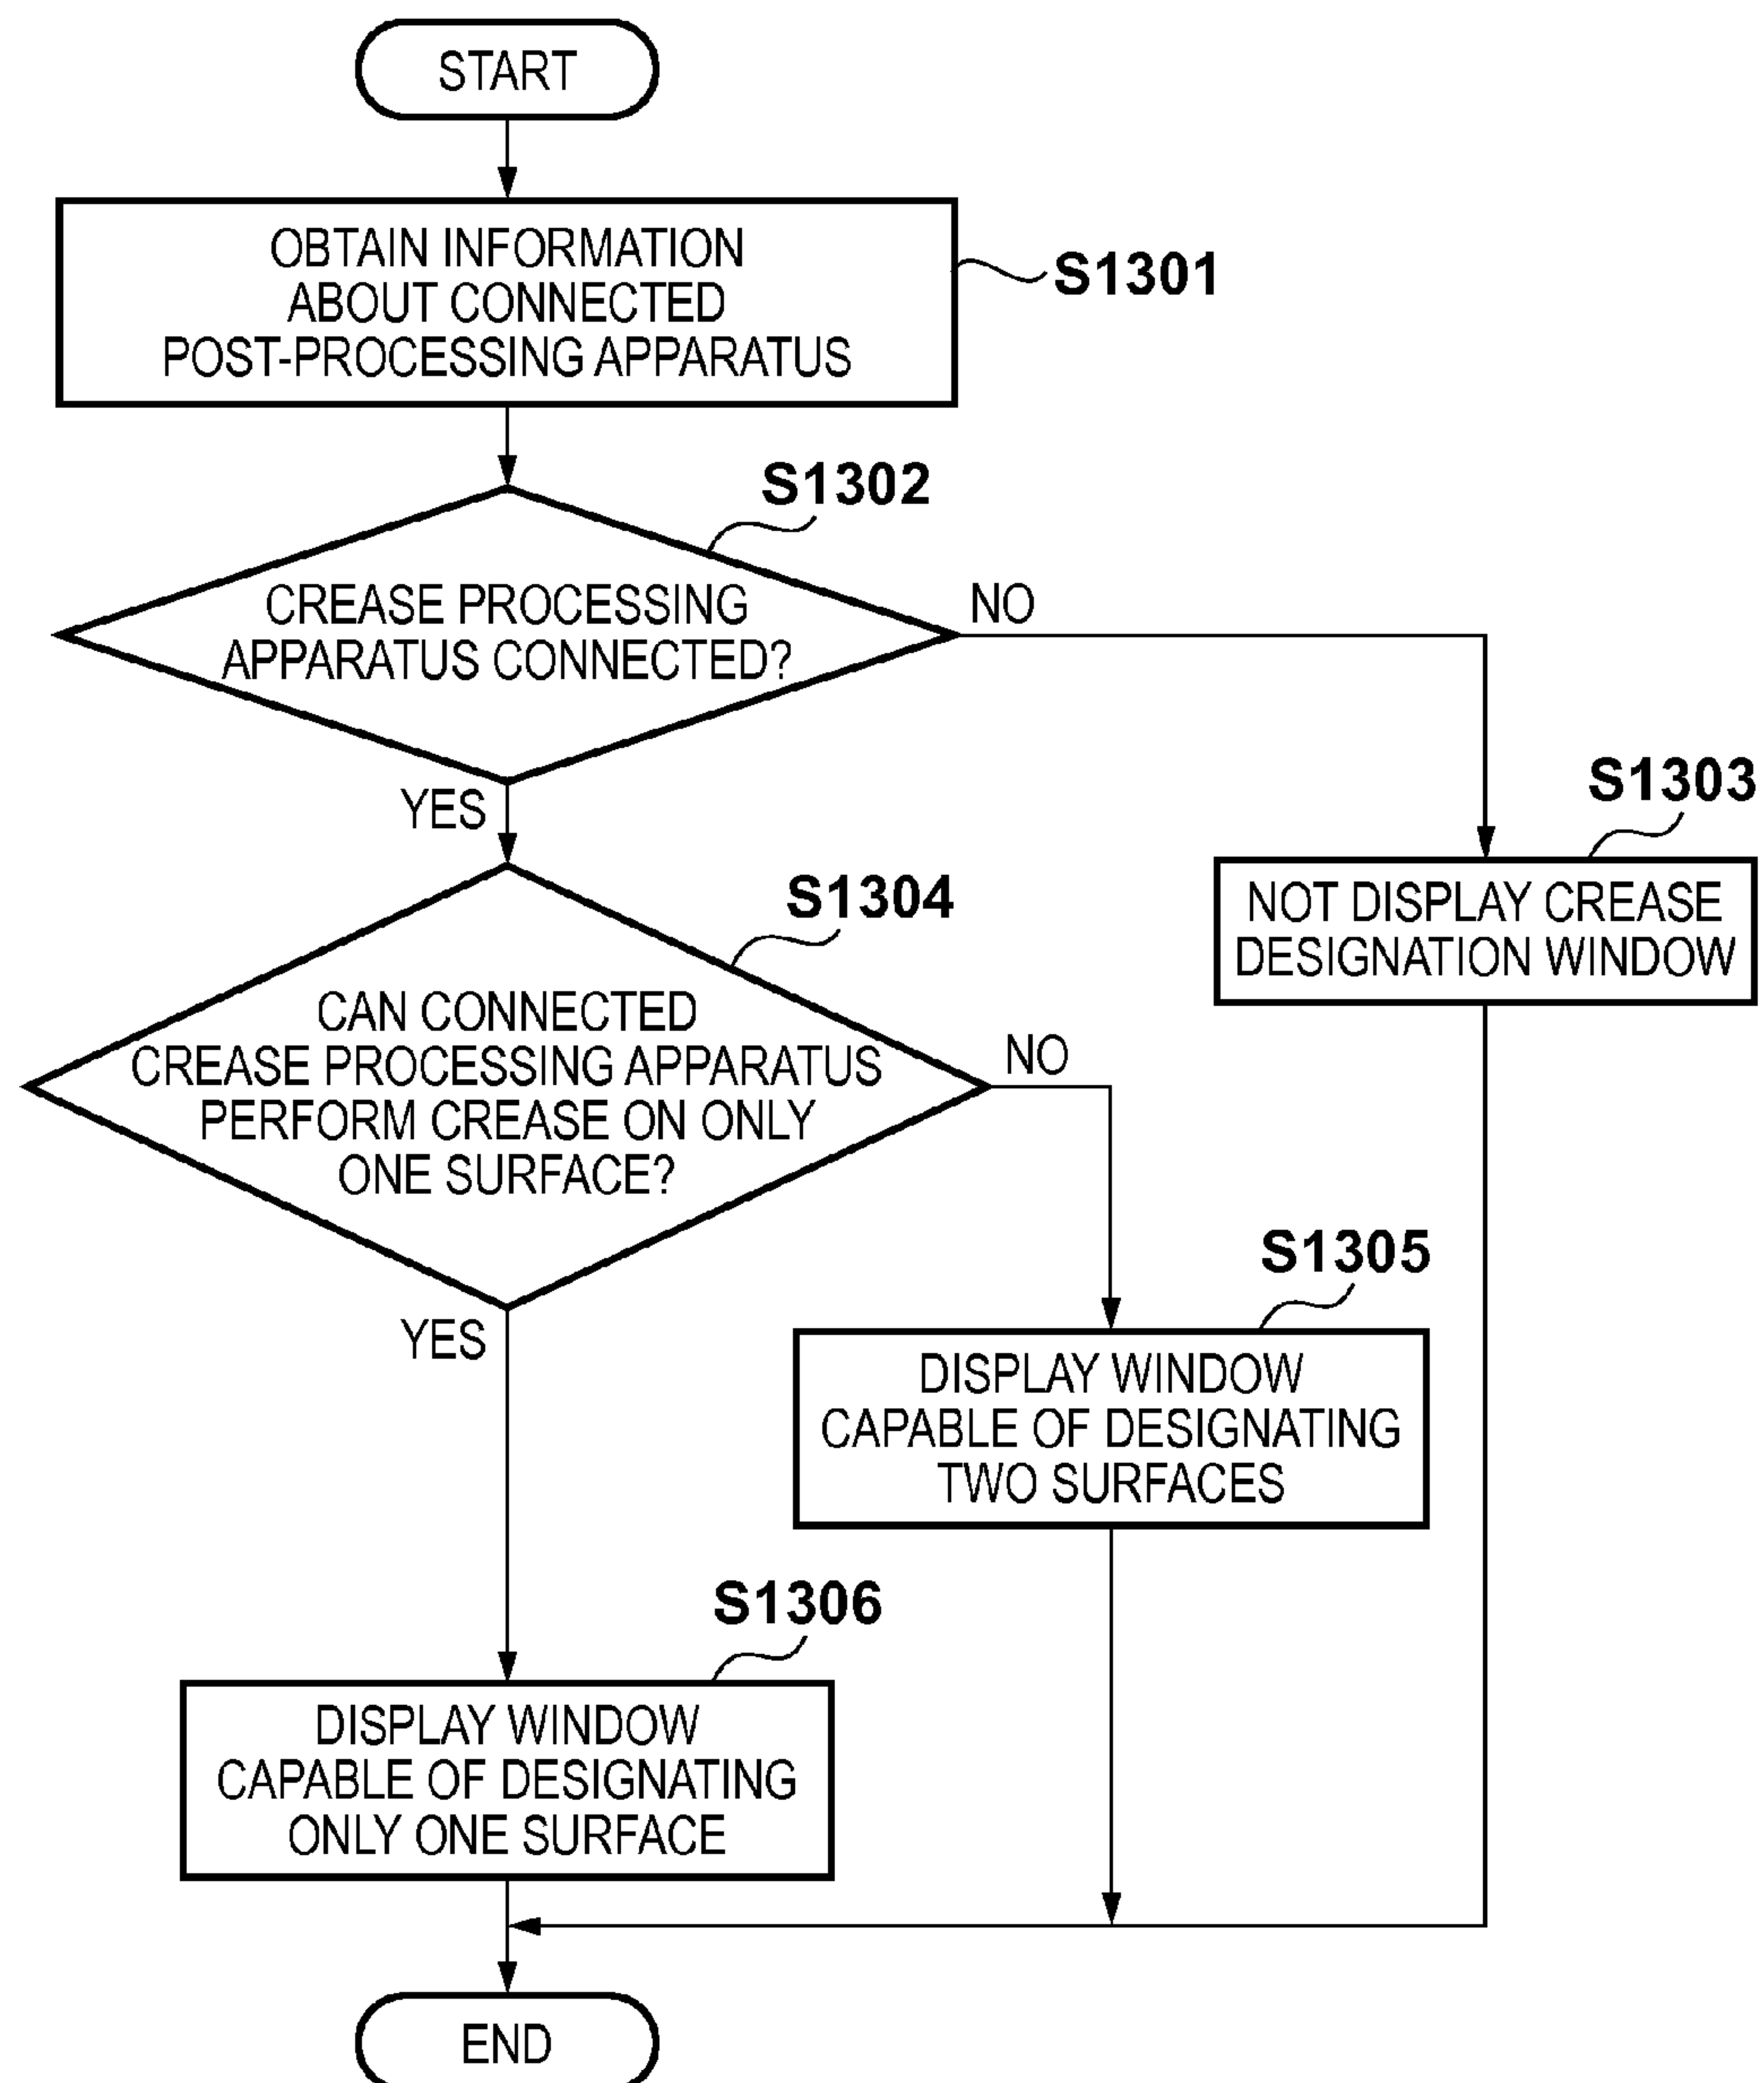 START
OBTAIN INFORMATION
ABOUT CONNECTED
POST-PROCESSING APPARATUS
S1301
S1302
CREASE PROCESSING
APPARATUS CONNECTED?
NO
YES
S1303
NOT DISPLAY CREASE
DESIGNATION WINDOW
S1304
CAN CONNECTED
CREASE PROCESSING APPARATUS
PERFORM CREASE ON ONLY
ONE SURFACE?
NO
YES
S1305
DISPLAY WINDOW
CAPABLE OF DESIGNATING
TWO SURFACES
S1306
DISPLAY WINDOW
CAPABLE OF DESIGNATING
ONLY ONE SURFACE
END